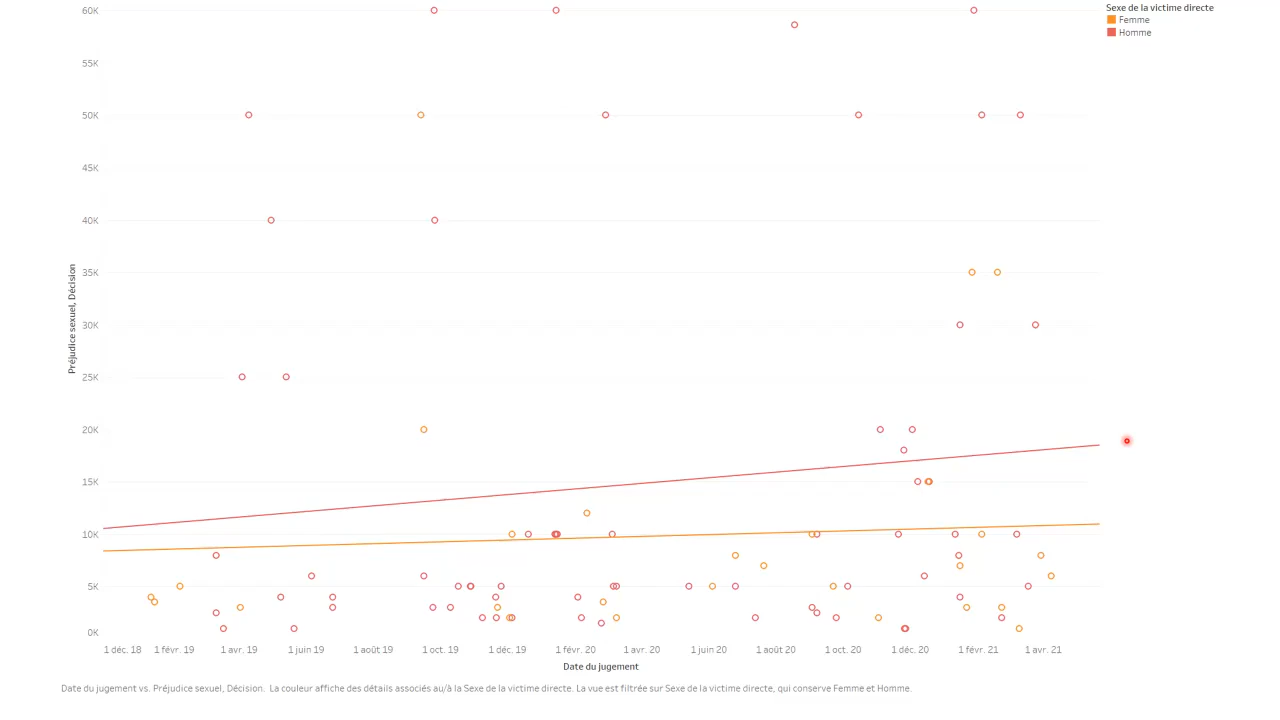 Sexe de la victime directe
Femme
Homme
60K
55K
50K
45K
40K
35K
30K
25K
20K
15K
10K
5K
0K
Préjudice sexuel, Décision
1 déc. 18
1 févr. 19
1 avr. 19
1 juin 19
1 août 19
1 oct. 19
1 déc. 19
1 févr. 20
1 avr. 20
1 juin 20
1 août 20
1 oct. 20
1 déc. 20
1 févr. 21
1 avr. 21
Date du jugement
Date du jugement vs. Préjudice sexuel, Décision. La couleur affiche des détails associés au/à la Sexe de la victime directe. La vue est filtrée sur Sexe de la victime directe, qui conserve Femme et Homme.